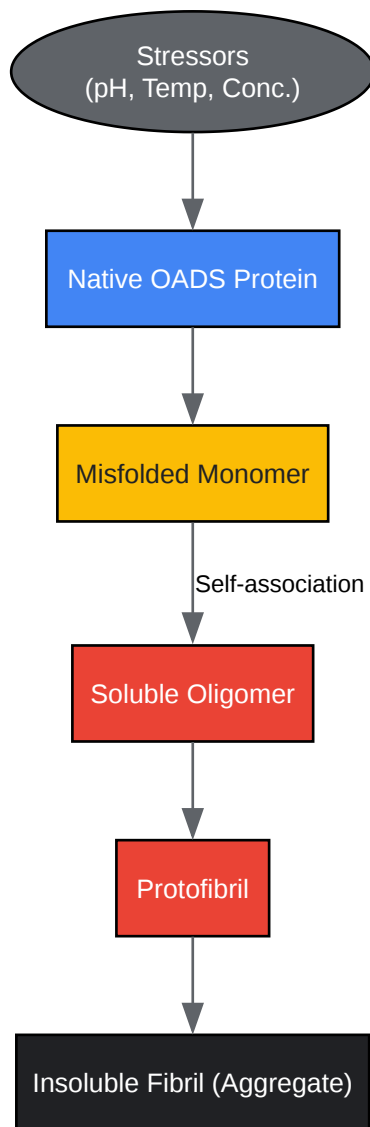 Stressors
(pH, Temp, Conc.)
Native OADS Protein
Misfolded Monomer
Self-association
Soluble Oligomer
Protofibril
Insoluble Fibril (Aggregate)